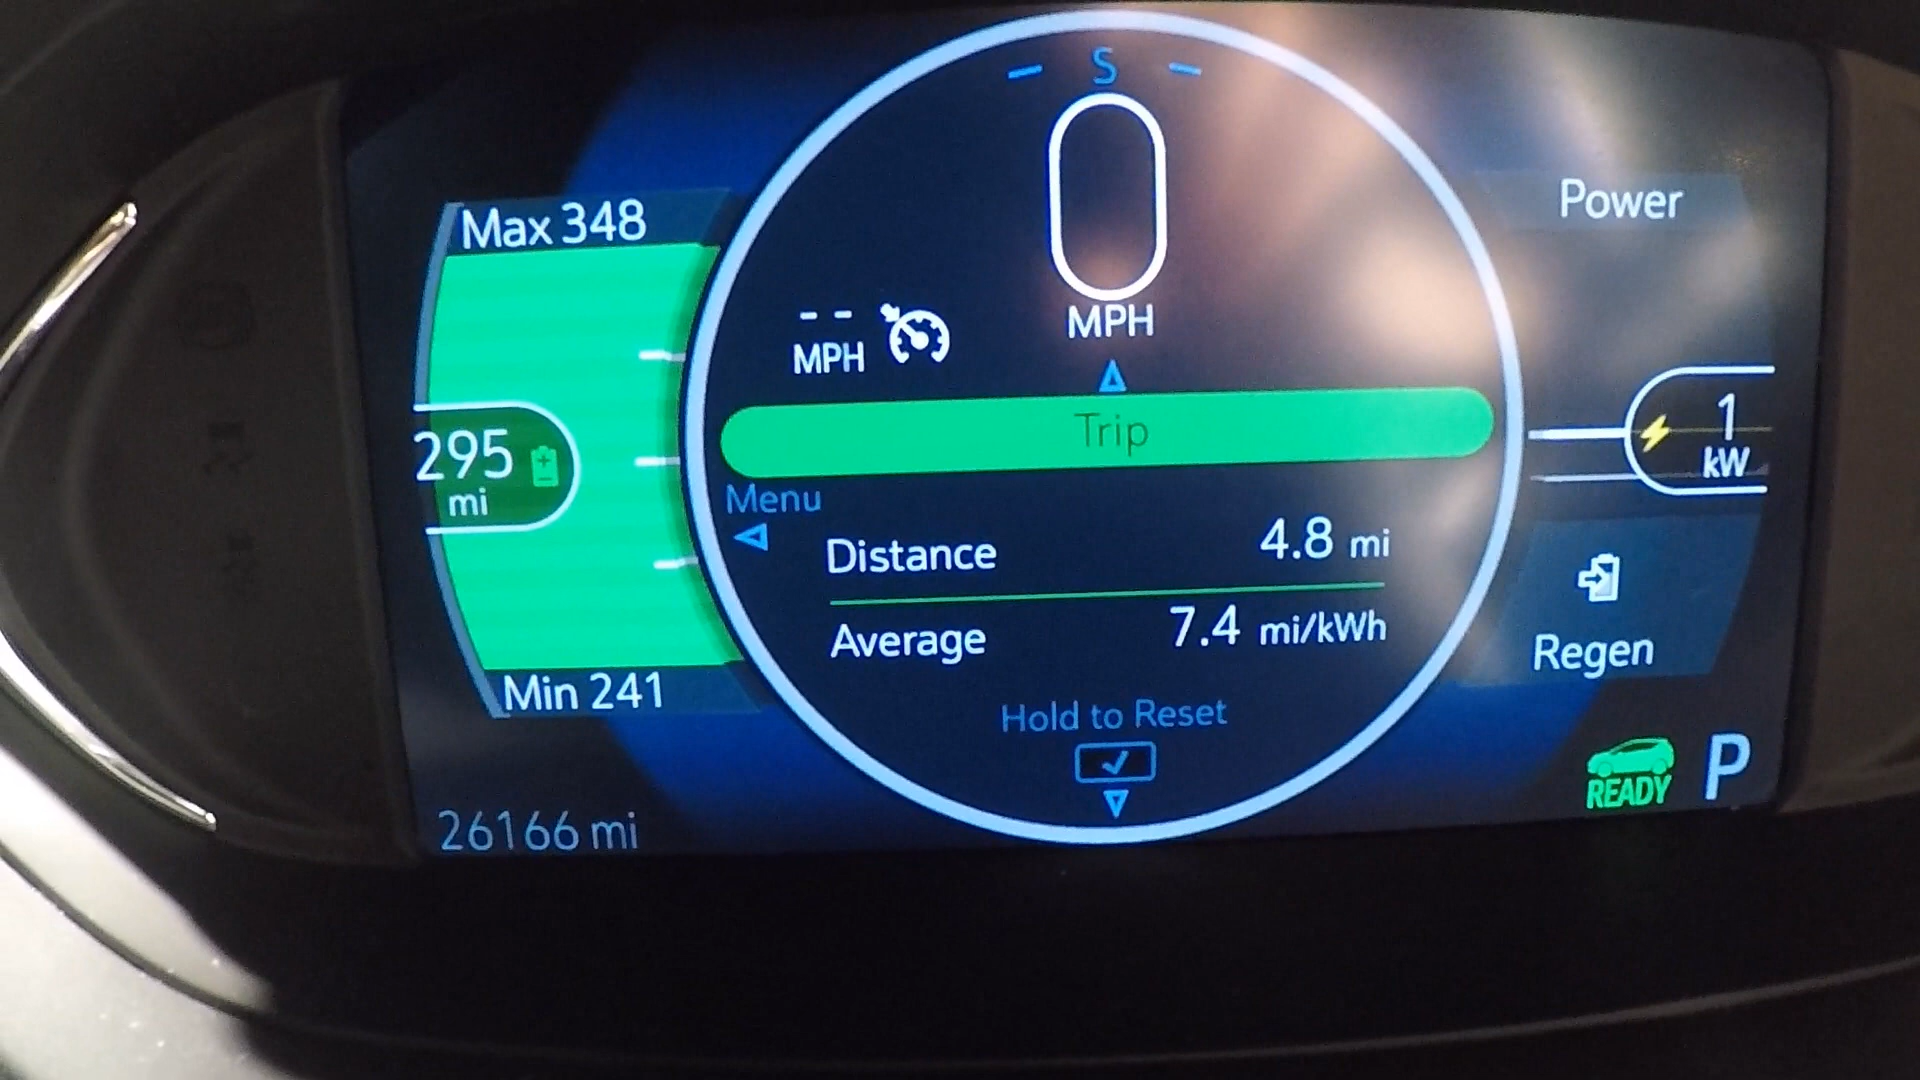 S
0
MPH
-- MPH
Max 348
295
mi
Min 241
26166 mi
Trip
Menu
Distance 4.8 mi
Average 7.4 mi/kWh
Hold to Reset
Power
1
kW
Regen
READY P